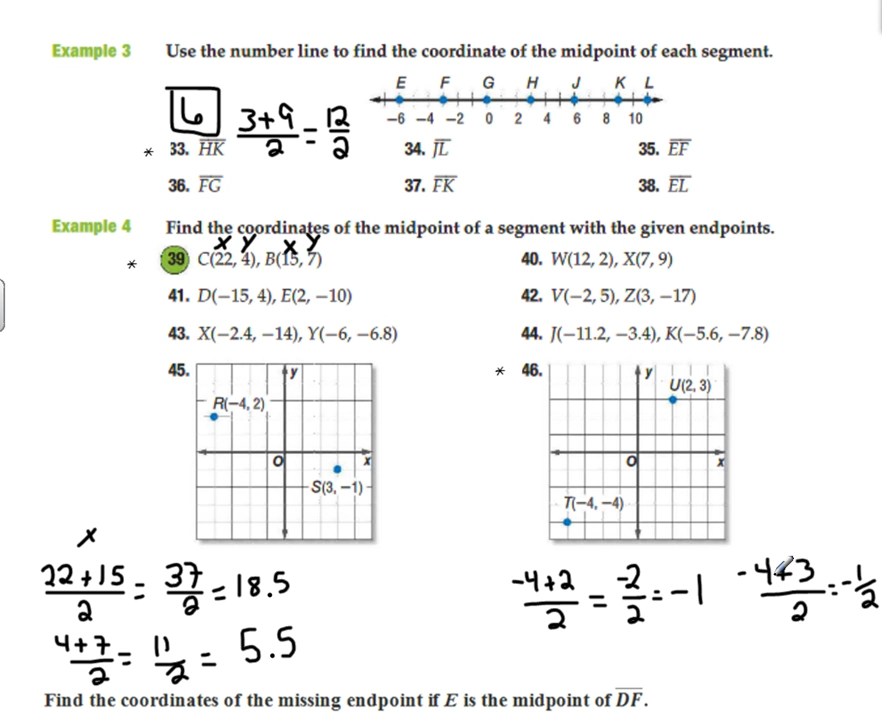 Example 3 Use the number line to find the coordinate of the midpoint of each segment.
E F G H J K L
6 3+9/2 = 12/2
−6 −4 −2 0 2 4 6 8 10
* 33. HK 34. JL 35. EF
36. FG 37. FK 38. EL
Example 4 Find the coordinates of the midpoint of a segment with the given endpoints.
x y x y
* 39 C(22, 4), B(15, 7) 40. W(12, 2), X(7, 9)
41. D(−15, 4), E(2, −10) 42. V(−2, 5), Z(3, −17)
43. X(−2.4, −14), Y(−6, −6.8) 44. J(−11.2, −3.4), K(−5.6, −7.8)
45. y * 46. y
R(−4, 2) U(2, 3)
O x O x
S(3, −1) T(−4, −4)
x
22+15/2 = 37/2 = 18.5 -4+2/2 = -2/2 = -1 -4+3/2 = -1/2
4+7/2 = 11/2 = 5.5
Find the coordinates of the missing endpoint if E is the midpoint of DF.